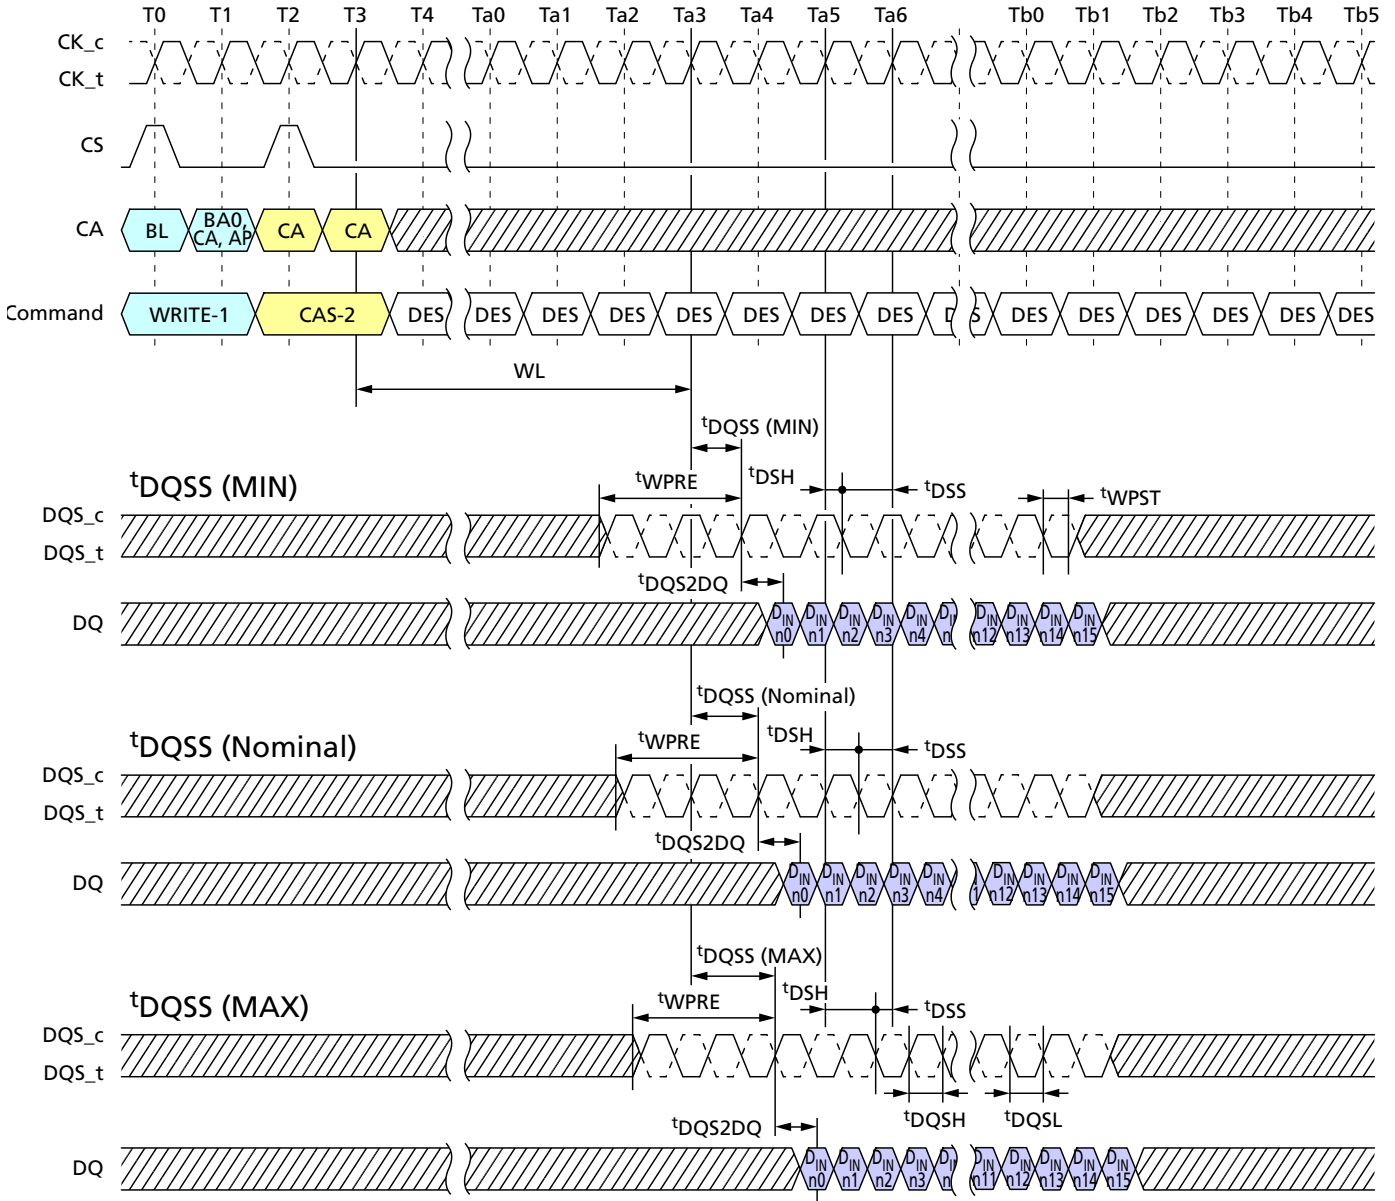 T0 T1 T2 T3 T4 Ta0 Ta1 Ta2 Ta3 Ta4 Ta5 Ta6 Tb0 Tb1 Tb2 Tb3 Tb4 Tb5
CK_c
CK_t
CS
CA BL BA0, CA, AP CA CA
Command WRITE-1 CAS-2 DES DES DES DES DES DES DES DES DES DES DES DES DES DES
WL
tDQSS (MIN)
tDQSS (MIN) tWPRE tDSH tDSS tWPST
DQS_c
DQS_t
tDQS2DQ
DQ DIN n0 DIN n1 DIN n2 DIN n3 DIN n4 DIN n DIN n12 DIN n13 DIN n14 DIN n15
tDQSS (Nominal)
tDQSS (Nominal) tWPRE tDSH tDSS
DQS_c
DQS_t
tDQS2DQ
DQ DIN n0 DIN n1 DIN n2 DIN n3 DIN n4 DIN n12 DIN n13 DIN n14 DIN n15
tDQSS (MAX)
tDQSS (MAX) tWPRE tDSH tDSS
DQS_c
DQS_t
tDQSH tDQSL
tDQS2DQ
DQ DIN n0 DIN n1 DIN n2 DIN n3 DIN n DIN n11 DIN n12 DIN n13 DIN n14 DIN n15